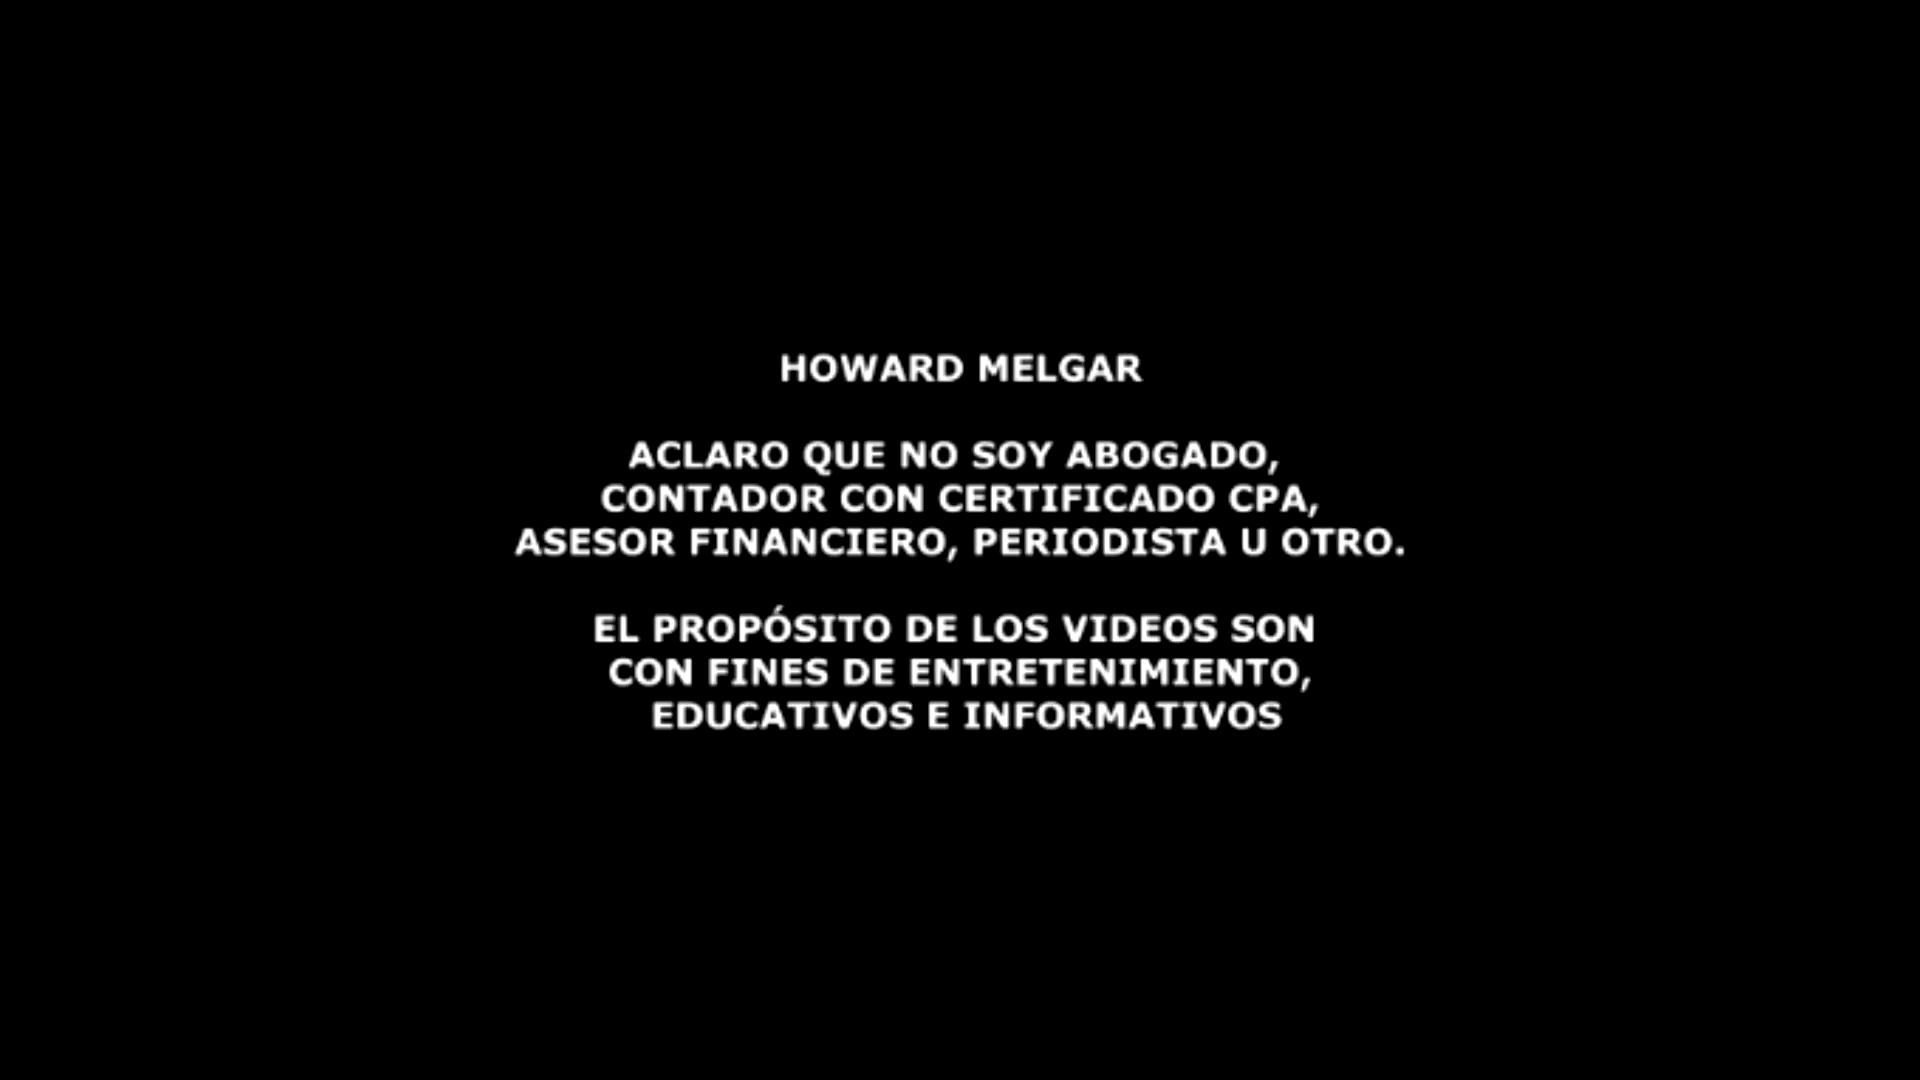 HOWARD MELGAR
ACLARO QUE NO SOY ABOGADO,
CONTADOR CON CERTIFICADO CPA,
ASESOR FINANCIERO, PERIODISTA U OTRO.
EL PROPÓSITO DE LOS VIDEOS SON
CON FINES DE ENTRETENIMIENTO,
EDUCATIVOS E INFORMATIVOS